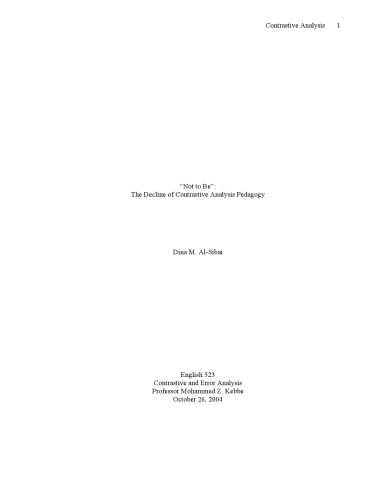 Contrastive Analysis 1
"Not to Be":
The Decline of Contrastive Analysis Pedagogy
Dina M. Al-Sibai
English 523
Contrastive and Error Analysis
Professor Mohammed Z. Kebbe
October 26, 2004